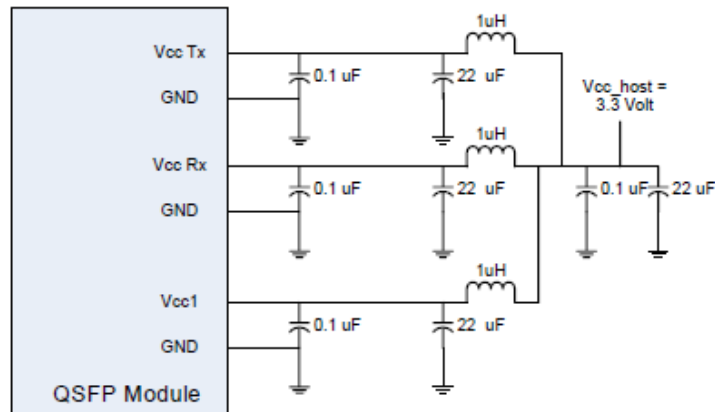 1uH
Vcc Tx
0.1 uF
22 uF
GND
Vcc_host =
3.3 Volt
1uH
Vcc Rx
0.1 uF
22 uF
0.1 uF
22 uF
GND
1uH
Vcc1
0.1 uF
22 uF
GND
QSFP Module